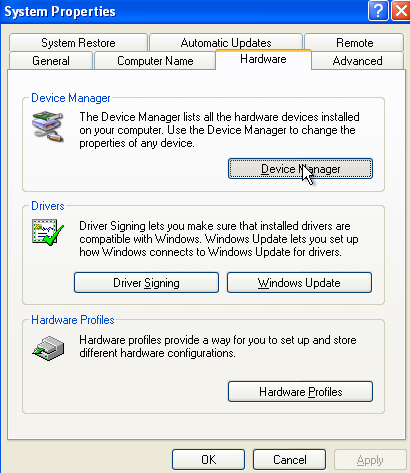 System Properties
System Restore Automatic Updates Remote
General Computer Name Hardware Advanced
Device Manager
The Device Manager lists all the hardware devices installed
on your computer. Use the Device Manager to change the
properties of any device.
Device Manager
Drivers
Driver Signing lets you make sure that installed drivers are
compatible with Windows. Windows Update lets you set up
how Windows connects to Windows Update for drivers.
Driver Signing Windows Update
Hardware Profiles
Hardware profiles provide a way for you to set up and store
different hardware configurations.
Hardware Profiles
OK Cancel Apply